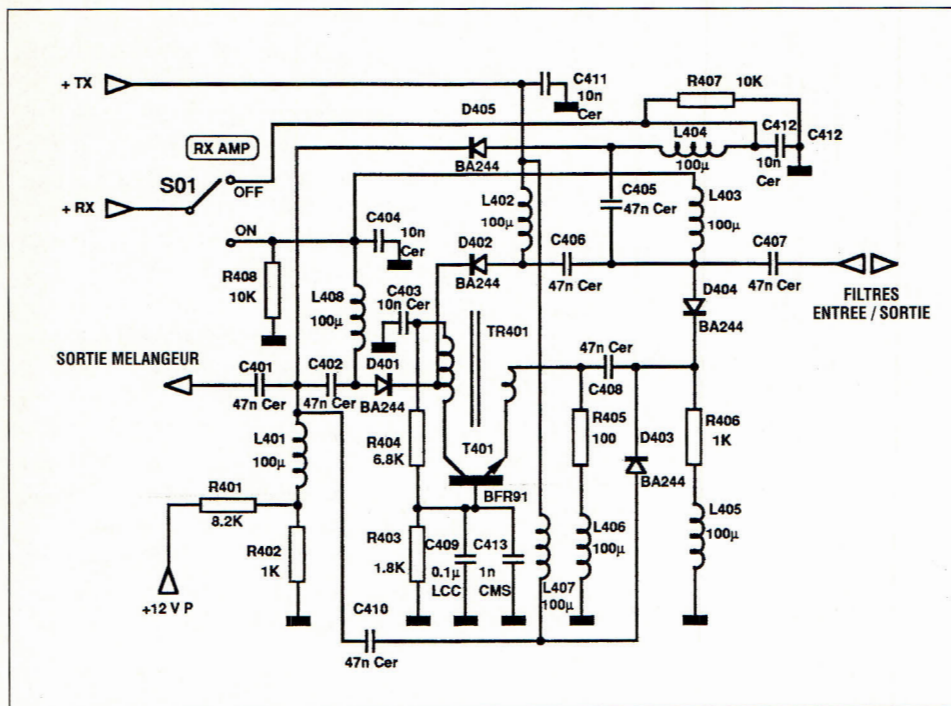 + TX
C411
10n
Cer
R407 10K
D405
BA244
L404
100µ
C412
10n
Cer
C412
RX AMP
S01
OFF
+ RX
ON
C405
47n Cer
L403
100µ
L402
100µ
C404
10n
Cer
D402
BA244
C406
47n Cer
C407
47n Cer
R408
10K
L408
100µ
C403
10n Cer
D404
BA244
FILTRES
ENTREE / SORTIE
TR401
SORTIE MELANGEUR
C401
47n Cer
C402
47n Cer
D401
BA244
47n Cer
C408
R405
100
D403
BA244
R406
1K
L401
100µ
R404
6.8K
T401
BFR91
R401
8.2K
R402
1K
+12 V P
R403
1.8K
C409
0.1µ
LCC
C413
1n
CMS
L407
100µ
L406
100µ
L405
100µ
C410
47n Cer